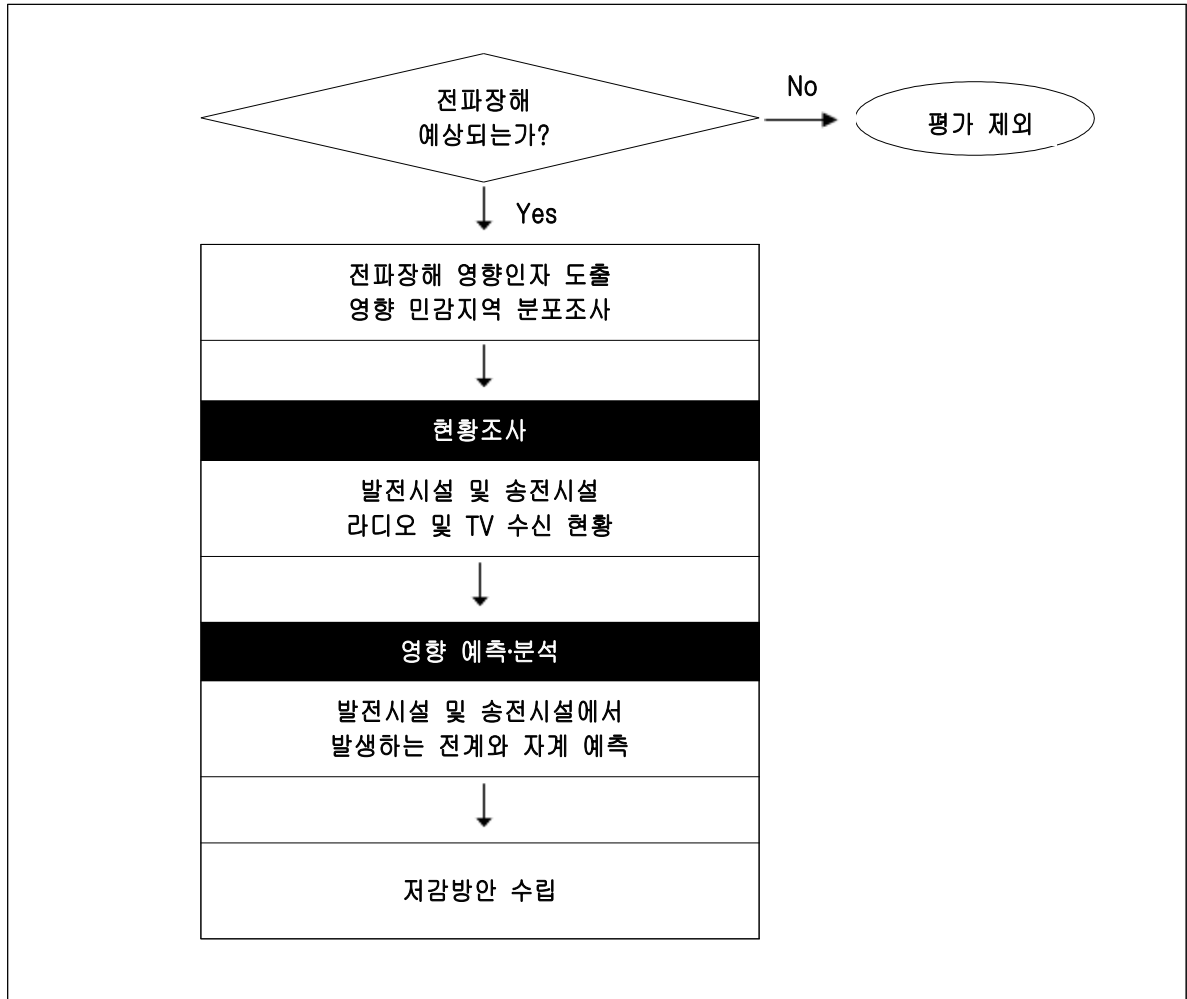 전파장해
예상되는가?
No
평가 제외
Yes
전파장해 영향인자 도출
영향 민감지역 분포조사
현황조사
발전시설 및 송전시설
라디오 및 TV 수신 현황
영향 예측·분석
발전시설 및 송전시설에서
발생하는 전계와 자계 예측
저감방안 수립